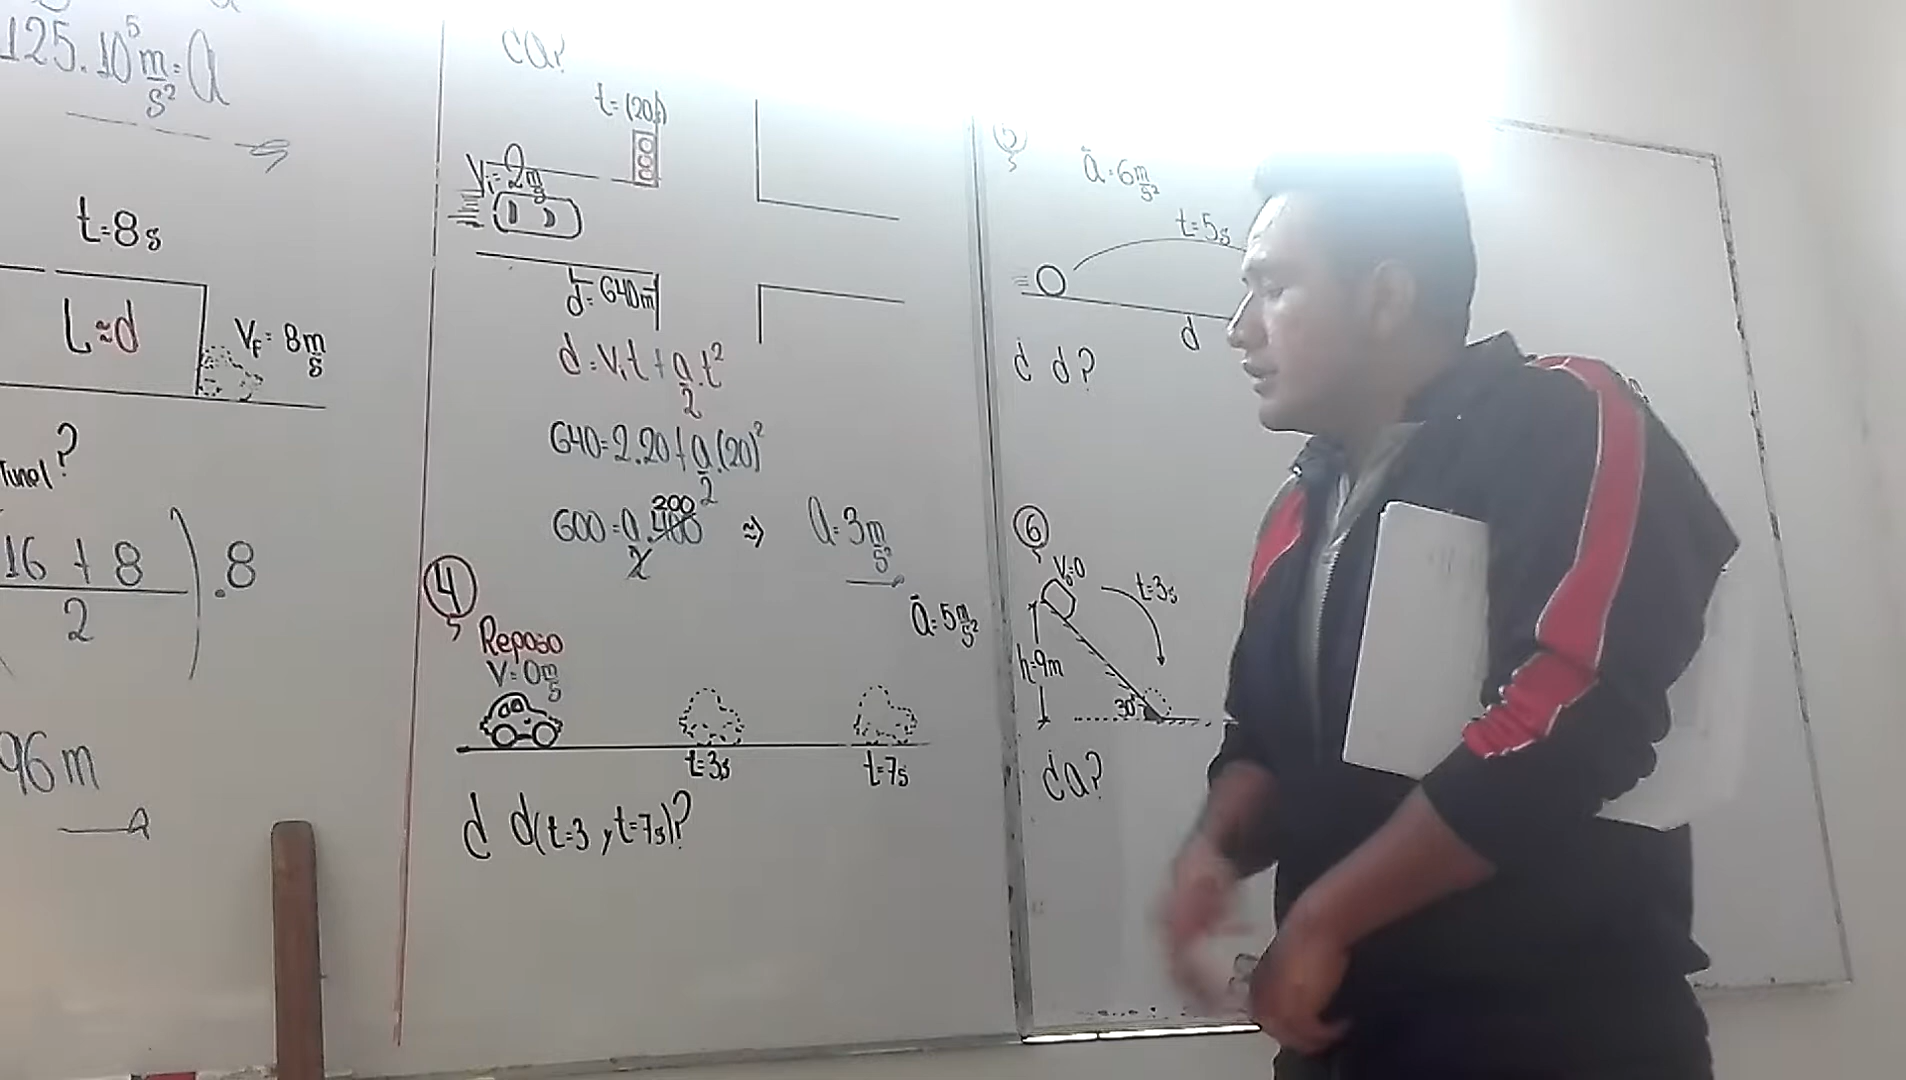 125.10⁵ m/s² = a
t=8s
L≈d
V_F= 8 m/s
Tunel?
(16 + 8 / 2).8
96m
¿a?
t=(20s)
V_i= 2 m/s
d=640m
d=V_i t + a/2 . t²
640=2.20+ a/2 .(20)²
600=a/2 .400 200 ⇒ a=3 m/s²
④
Reposo
V=0 m/s
a=5 m/s²
t=3s
t=7s
¿ d(t=3 y t=7s)?
a=6 m/s²
t=5s
d
¿ d?
⑥
V₀=0
t=3s
h=9m
30°
¿a?